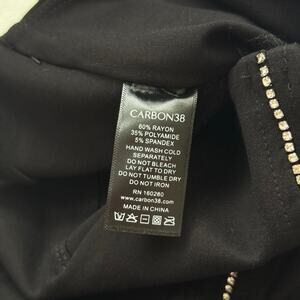 CARBON38
60% RAYON
35% POLYAMIDE
5% SPANDEX
HAND WASH COLD
SEPARATELY
DO NOT BLEACH
LAY FLAT TO DRY
DO NOT TUMBLE DRY
DO NOT IRON
RN 160260
www.carbon38.com
MADE IN CHINA